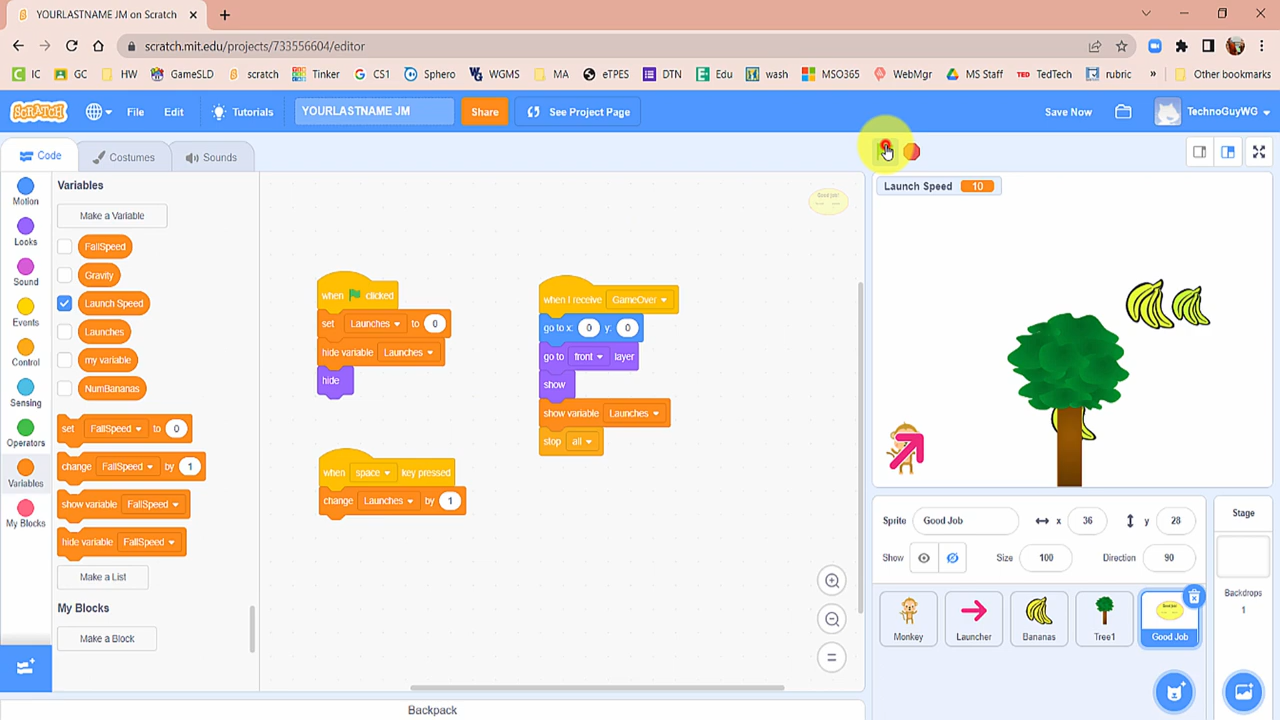 YOURLASTNAME JM on Scratch
scratch.mit.edu/projects/733556604/editor
IC GC HW GameSLD scratch Tinker CS1 Sphero WGMS MA eTPES DTN Edu wash MSO365 WebMgr MS Staff TED TedTech rubric » Other bookmarks
SCRATCH File Edit Tutorials YOURLASTNAME JM Share See Project Page Save Now TechnoGuyWG
Code Costumes Sounds
Motion
Looks
Sound
Events
Control
Sensing
Operators
Variables
My Blocks
Variables
Make a Variable
FallSpeed
Gravity
Launch Speed
Launches
my variable
NumBananas
set FallSpeed to 0
change FallSpeed by 1
show variable FallSpeed
hide variable FallSpeed
Make a List
My Blocks
Make a Block
when clicked
set Launches to 0
hide variable Launches
hide
when space key pressed
change Launches by 1
when I receive GameOver
go to x: 0 y: 0
go to front layer
show
show variable Launches
stop all
Good job!
Backpack
Launch Speed 10
Sprite Good Job x 36 y 28
Show Size 100 Direction 90
Monkey Launcher Bananas Tree1 Good Job
Stage
Backdrops
1